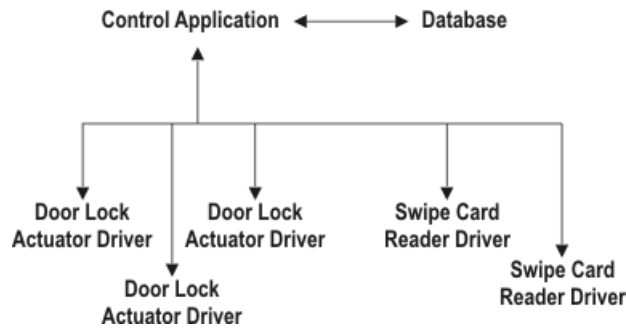 Control Application
Database
Door Lock
Actuator Driver
Door Lock
Actuator Driver
Door Lock
Actuator Driver
Swipe Card
Reader Driver
Swipe Card
Reader Driver